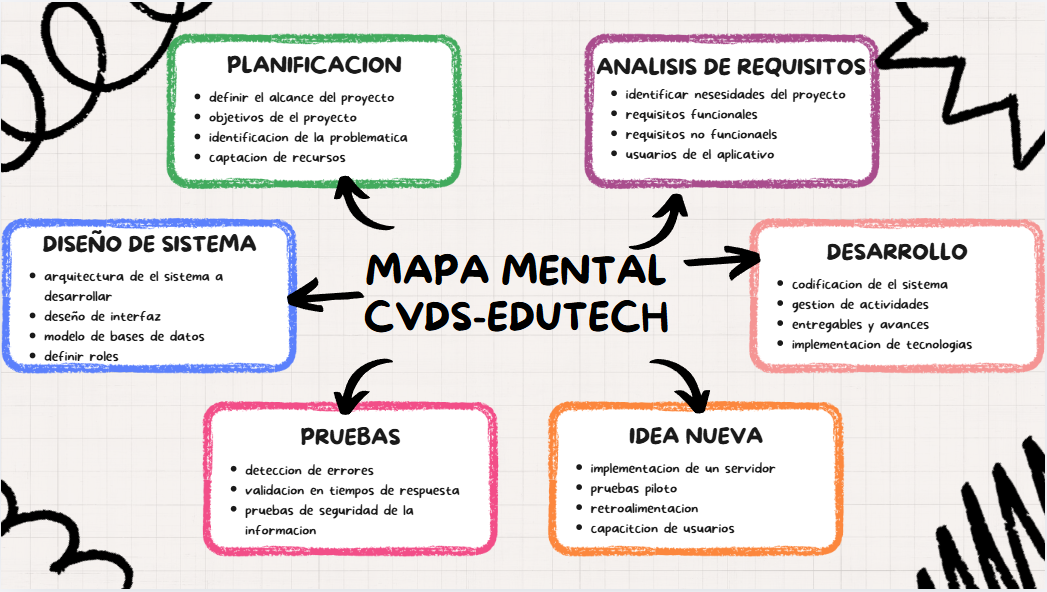 PLANIFICACION
definir el alcance del proyecto
objetivos de el proyecto
identificacion de la problematica
captacion de recursos
ANALISIS DE REQUISITOS
identificar nesesidades del proyecto
requisitos funcionales
requisitos no funcionaels
usuarios de el aplicativo
DISEÑO DE SISTEMA
arquitectura de el sistema a
desarrollar
deseño de interfaz
modelo de bases de datos
definir roles
MAPA MENTAL
CVDS-EDUTECH
DESARROLLO
codificacion de el sistema
gestion de actividades
entregables y avances
implementacion de tecnologias
PRUEBAS
deteccion de errores
validacion en tiempos de respuesta
pruebas de seguridad de la
informacion
IDEA NUEVA
implementacion de un servidor
pruebas piloto
retroalimentacion
capacitcion de usuarios